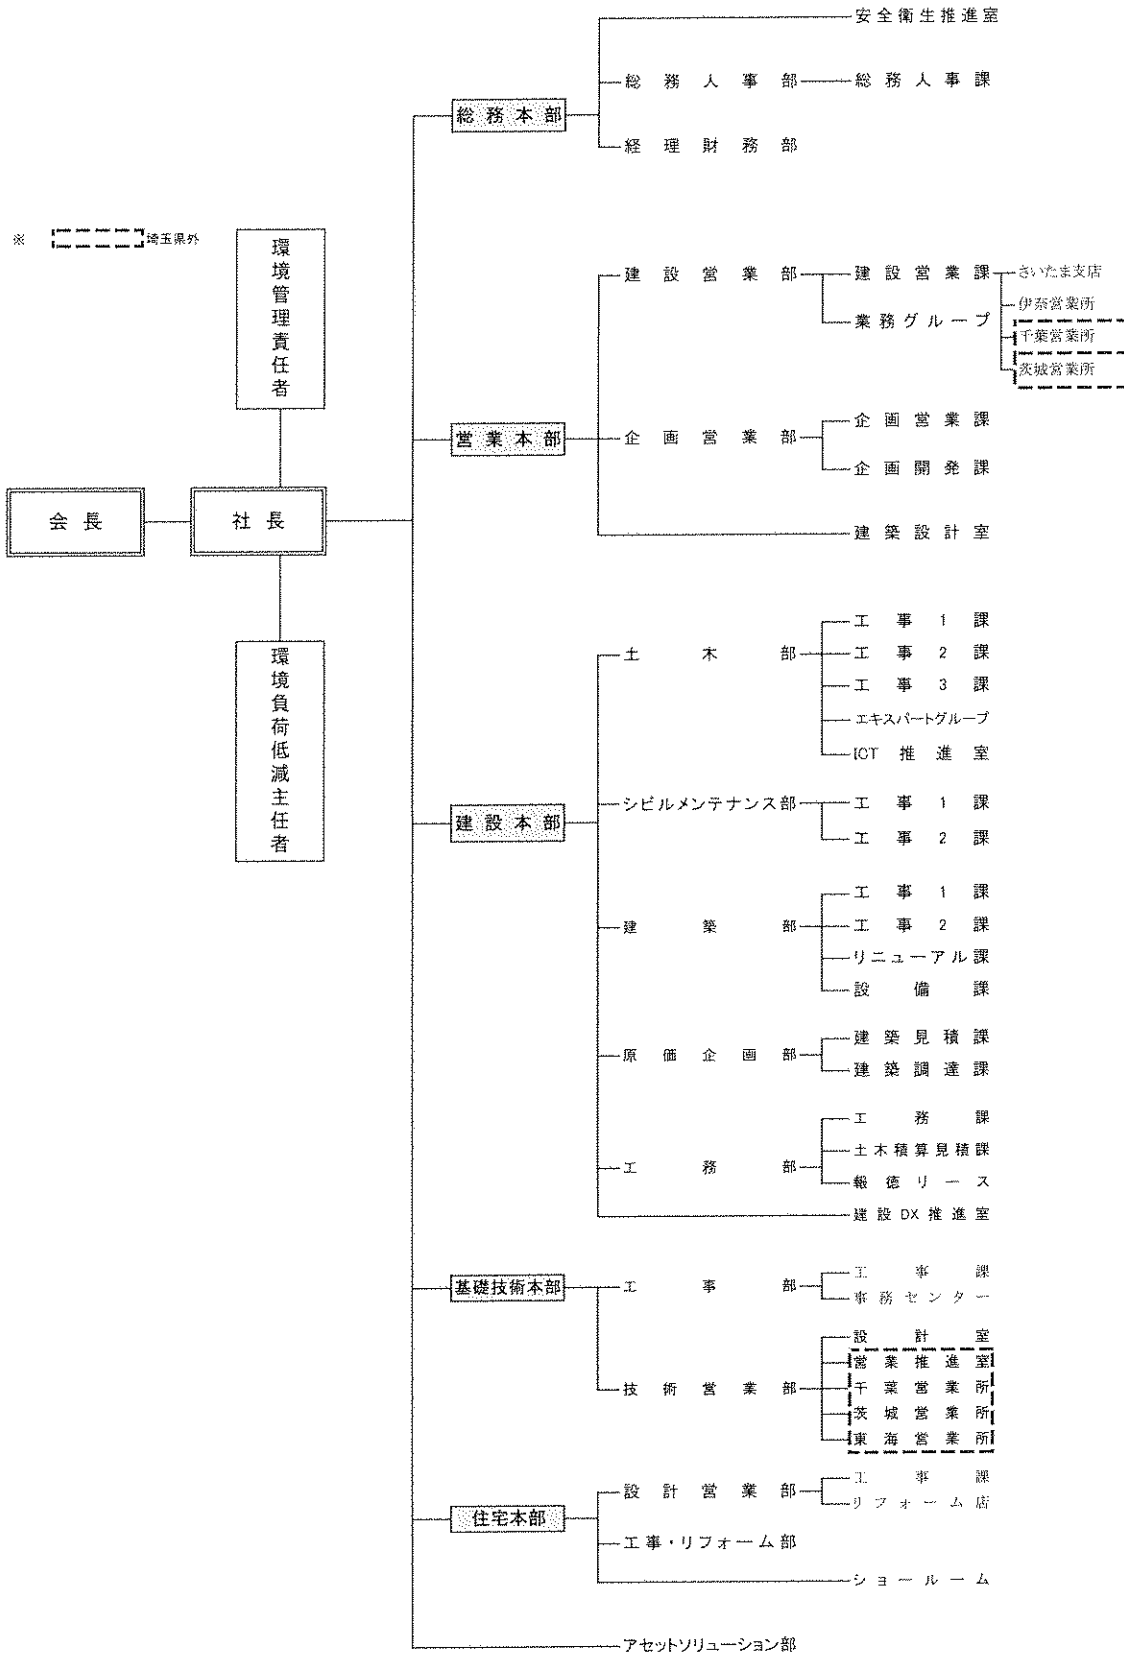 安全衛生推進室
総務人事部 総務人事課
総務本部
経理財務部
※ 埼玉県外
環境管理責任者
建設営業部 建設営業課 さいたま支店
伊奈営業所
業務グループ
千葉営業所
茨城営業所
営業本部 企画営業部 企画営業課
企画開発課
会長 社長
建築設計室
環境負荷低減主任者
土木部 工事1課
工事2課
工事3課
エキスパートグループ
ICT推進室
建設本部
シビルメンテナンス部 工事1課
工事2課
建築部 工事1課
工事2課
リニューアル課
設備課
原価企画部 建築見積課
建築調達課
工務部 工務課
土木積算見積課
報徳リース
建設DX推進室
基礎技術本部 工事部 工事課
事務センター
技術営業部 設計室
営業推進室
千葉営業所
茨城営業所
東海営業所
住宅本部 設計営業部 工事課
リフォーム店
工事・リフォーム部
ショールーム
アセットソリューション部